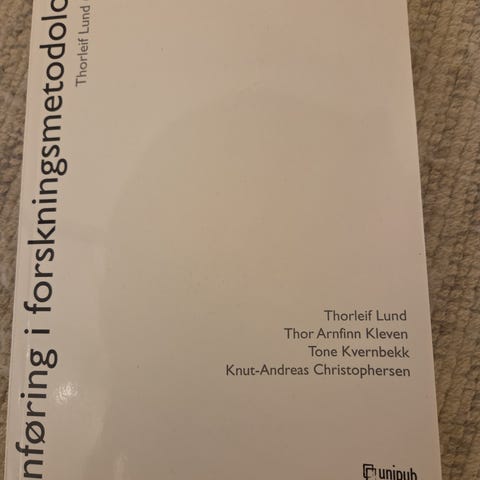 nføring i forskningsmetodolo
Thorleif Lund
Thorleif Lund
Thor Arnfinn Kleven
Tone Kvernbekk
Knut-Andreas Christophersen
unipub